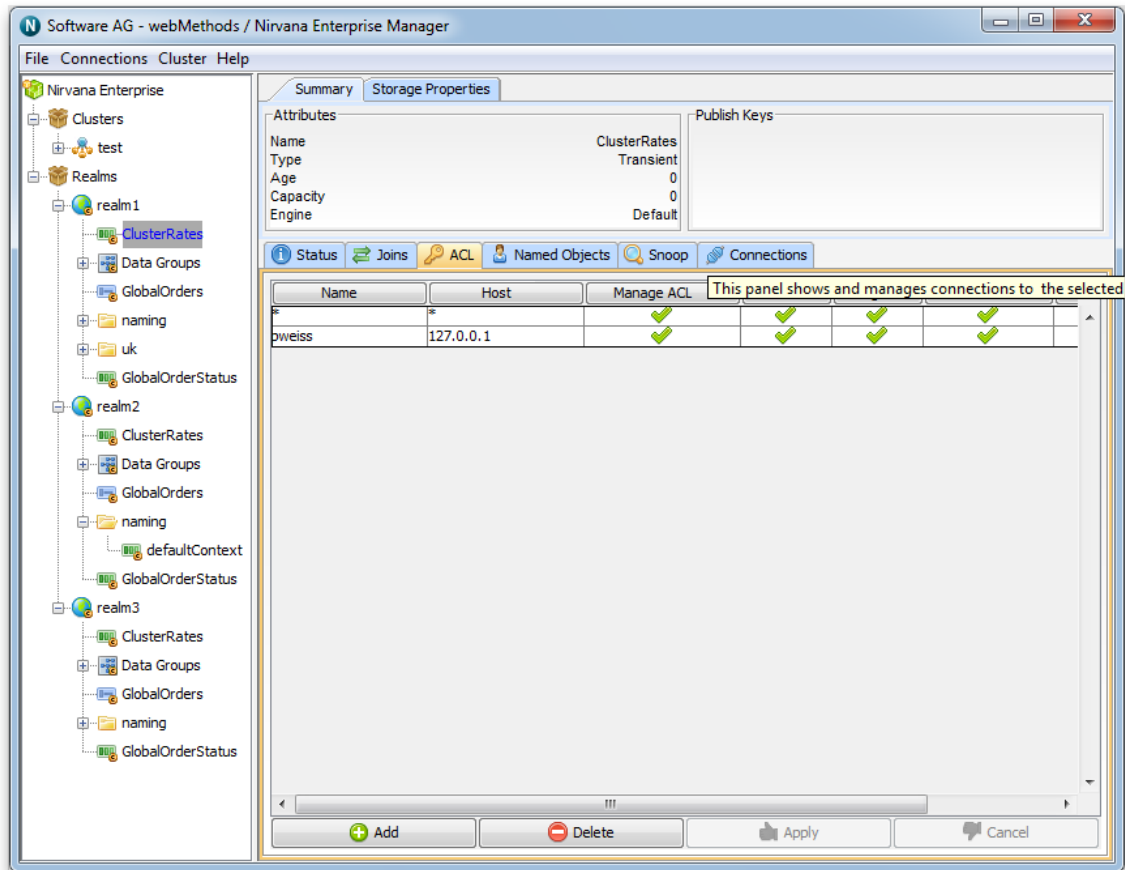 Software AG - webMethods / Nirvana Enterprise Manager
File Connections Cluster Help
Nirvana Enterprise
Clusters
test
Realms
realm1
ClusterRates
Data Groups
GlobalOrders
naming
uk
GlobalOrderStatus
realm2
ClusterRates
Data Groups
GlobalOrders
naming
defaultContext
GlobalOrderStatus
realm3
ClusterRates
Data Groups
GlobalOrders
naming
GlobalOrderStatus
Summary Storage Properties
Attributes
Name ClusterRates
Type Transient
Age 0
Capacity 0
Engine Default
Publish Keys
Status Joins ACL Named Objects Snoop Connections
This panel shows and manages connections to the selected
Name Host Manage ACL
* *
pweiss 127.0.0.1
Add Delete Apply Cancel